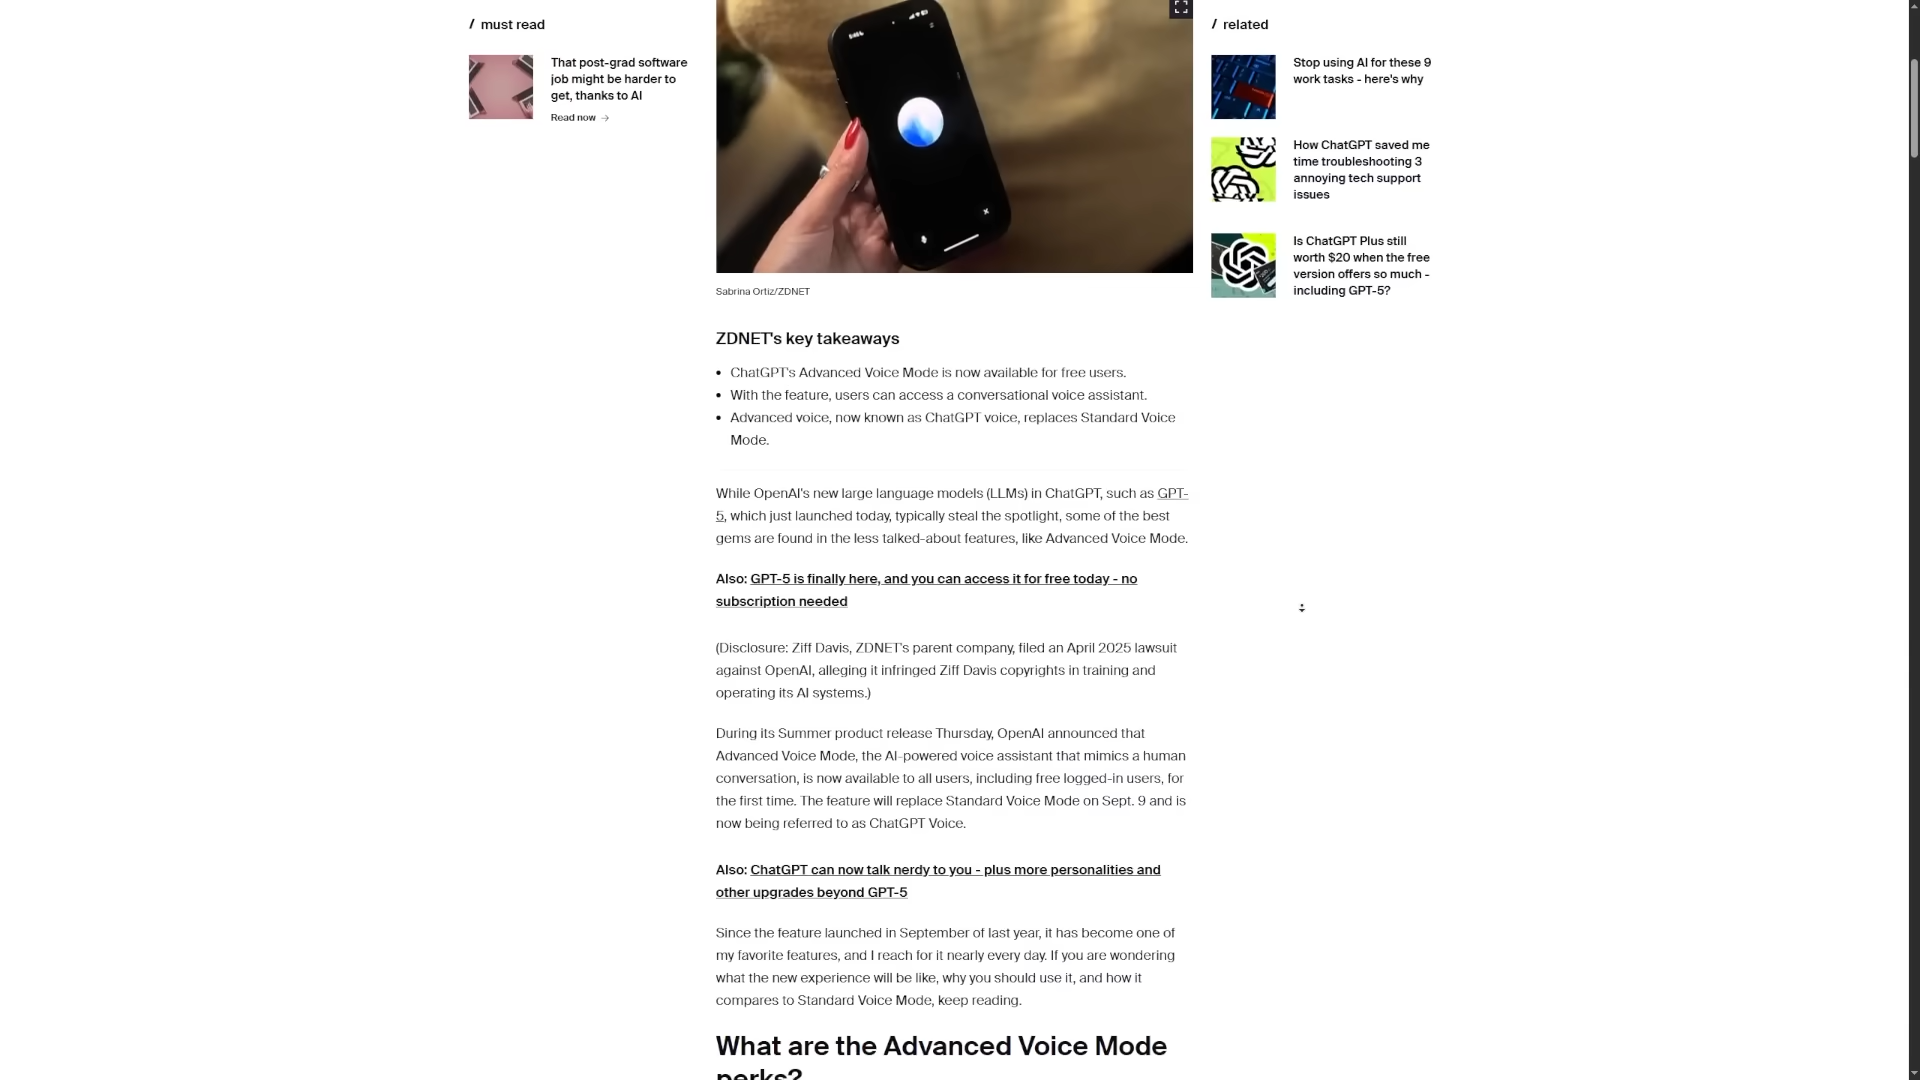 / must read
That post-grad software
job might be harder to
get, thanks to AI
Read now →
Sabrina Ortiz/ZDNET
ZDNET's key takeaways
• ChatGPT's Advanced Voice Mode is now available for free users.
• With the feature, users can access a conversational voice assistant.
• Advanced voice, now known as ChatGPT voice, replaces Standard Voice
Mode.
While OpenAI's new large language models (LLMs) in ChatGPT, such as GPT-
5, which just launched today, typically steal the spotlight, some of the best
gems are found in the less talked-about features, like Advanced Voice Mode.
Also: GPT-5 is finally here, and you can access it for free today - no
subscription needed
(Disclosure: Ziff Davis, ZDNET's parent company, filed an April 2025 lawsuit
against OpenAI, alleging it infringed Ziff Davis copyrights in training and
operating its AI systems.)
During its Summer product release Thursday, OpenAI announced that
Advanced Voice Mode, the AI-powered voice assistant that mimics a human
conversation, is now available to all users, including free logged-in users, for
the first time. The feature will replace Standard Voice Mode on Sept. 9 and is
now being referred to as ChatGPT Voice.
Also: ChatGPT can now talk nerdy to you - plus more personalities and
other upgrades beyond GPT-5
Since the feature launched in September of last year, it has become one of
my favorite features, and I reach for it nearly every day. If you are wondering
what the new experience will be like, why you should use it, and how it
compares to Standard Voice Mode, keep reading.
What are the Advanced Voice Mode
perks?
/ related
Stop using AI for these 9
work tasks - here's why
How ChatGPT saved me
time troubleshooting 3
annoying tech support
issues
Is ChatGPT Plus still
worth $20 when the free
version offers so much -
including GPT-5?